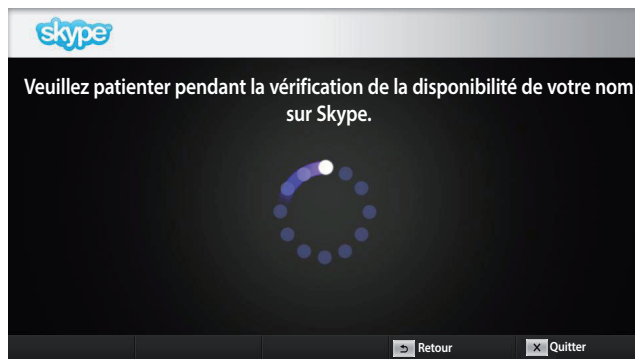 skype
Veuillez patienter pendant la vérification de la disponibilité de votre nom
sur Skype.
Retour
X Quitter